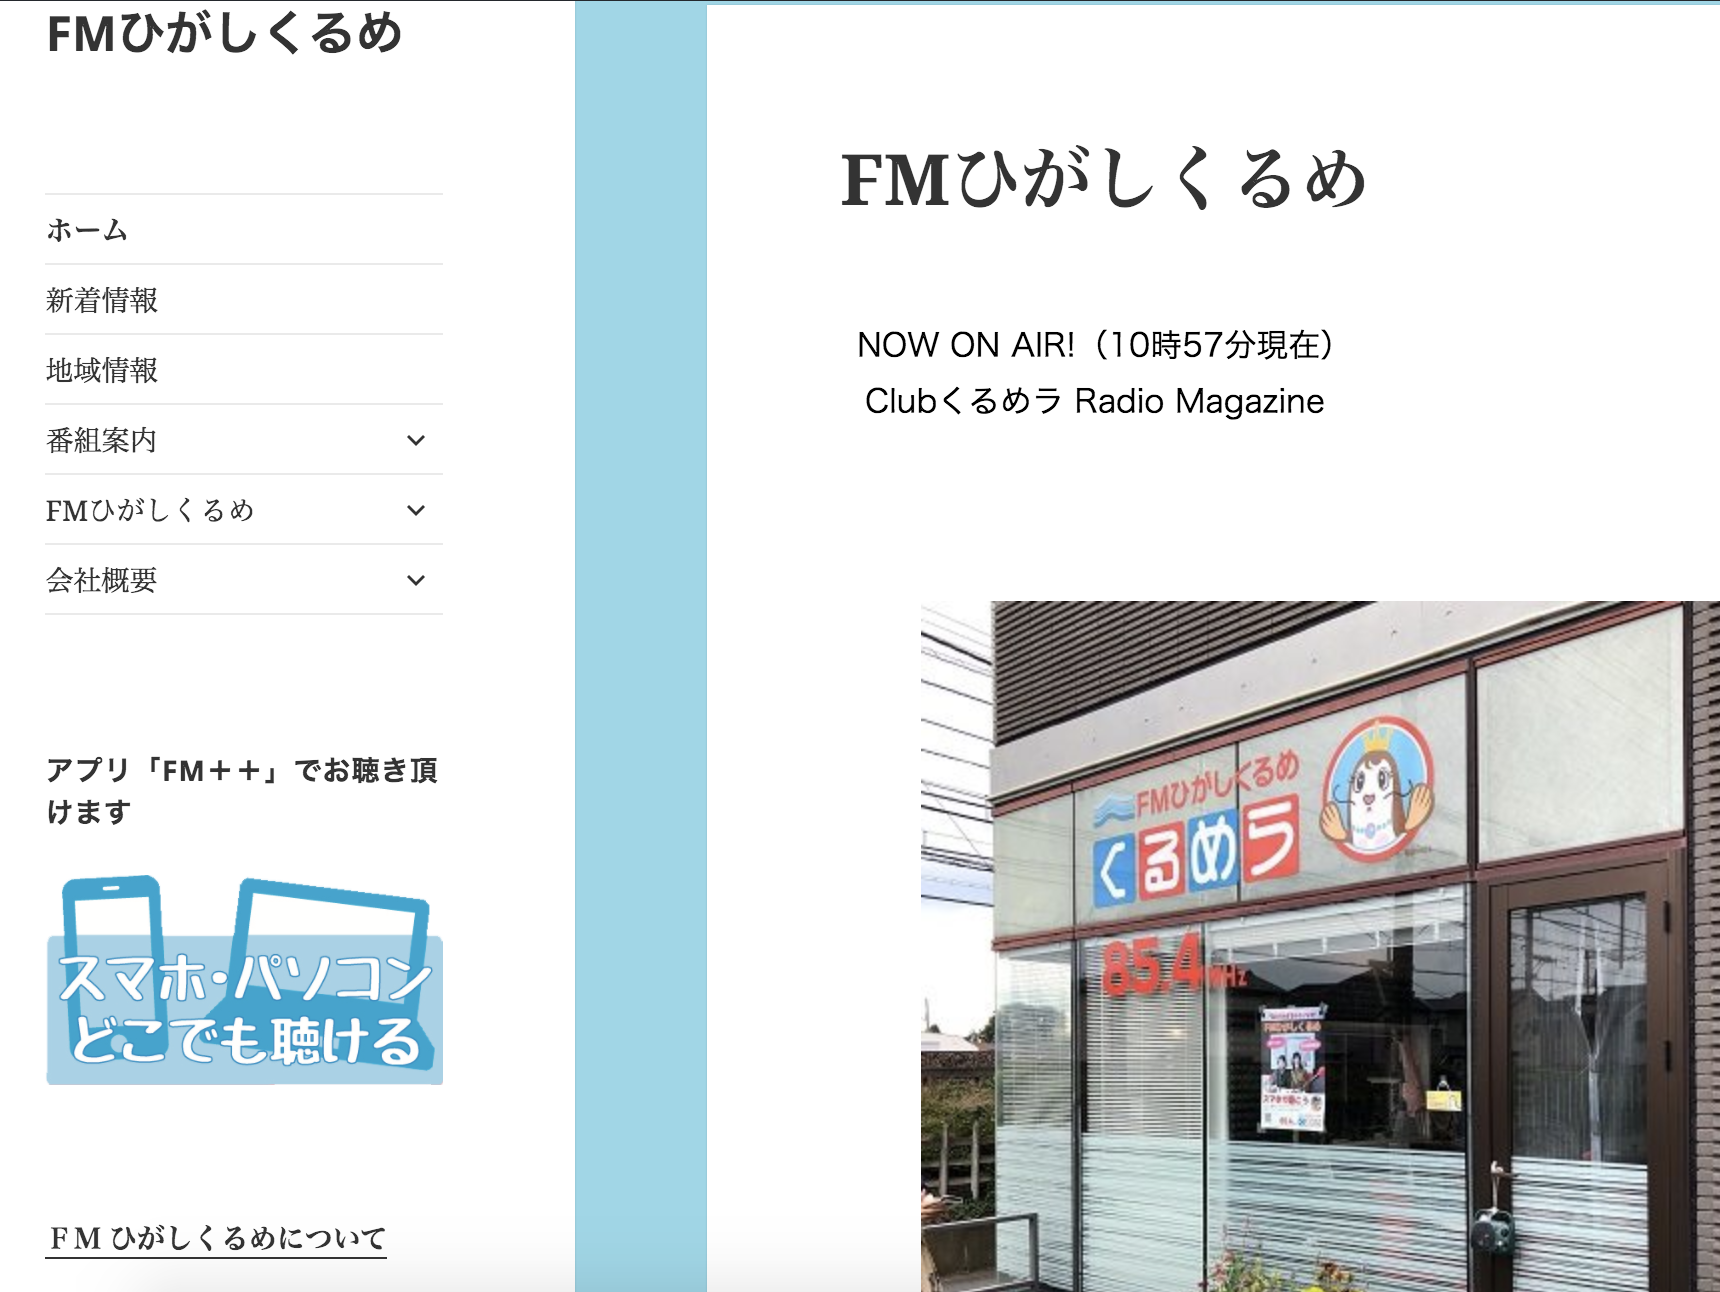 FMひがしくるめ
ホーム
新着情報
地域情報
番組案内
FMひがしくるめ
会社概要
アプリ「FM＋＋」でお聴き頂
けます
スマホ・パソコン
どこでも聴ける
ＦＭひがしくるめについて
FMひがしくるめ
NOW ON AIR!（10時57分現在）
Clubくるめラ Radio Magazine
FMひがしくるめ
くるめラ
85.4MHz